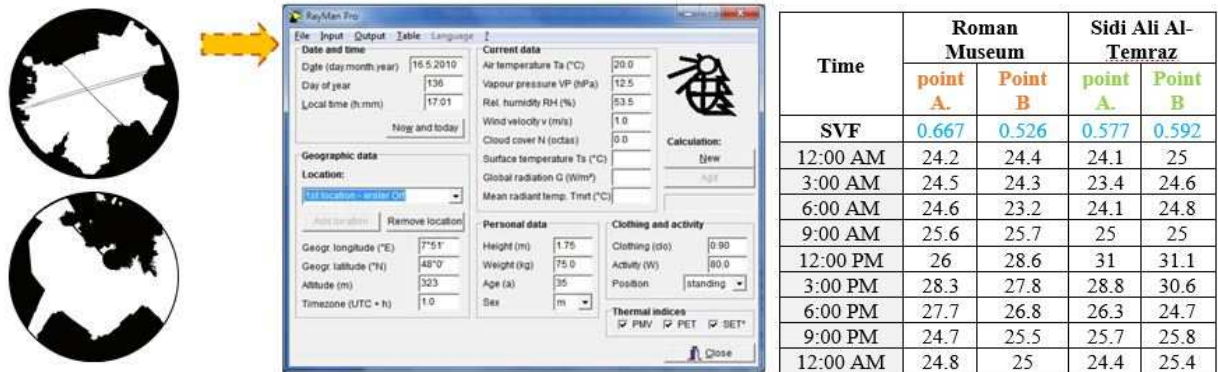 RayMan Pro
File Input Output Table Language ?
Date and time
Date (day.month.year) 16.5.2010
Day of year 136
Local time (h:mm) 17:01
Now and today
Geographic data
Location:
1st location - erster Ort
Add location Remove location
Geogr. longitude (°E) 7°51'
Geogr. latitude (°N) 48°0'
Altitude (m) 323
Timezone (UTC + h) 1.0
Current data
Air temperature Ta (°C) 20.0
Vapour pressure VP (hPa) 12.5
Rel. humidity RH (%) 53.5
Wind velocity v (m/s) 1.0
Cloud cover N (octas) 0.0
Surface temperature Ts (°C)
Global radiation G (W/m²)
Mean radiant temp. Tmrt (°C)
Calculation:
New
Add
Personal data
Height (m) 1.75
Weight (kg) 75.0
Age (a) 35
Sex m
Clothing and activity
Clothing (clo) 0.90
Activity (W) 80.0
Position standing
Thermal indices
PMV PET SET*
Close
Time Roman Museum Sidi Ali Al-Temraz
point A. Point B point A. Point B
SVF 0.667 0.526 0.577 0.592
12:00 AM 24.2 24.4 24.1 25
3:00 AM 24.5 24.3 23.4 24.6
6:00 AM 24.6 23.2 24.1 24.8
9:00 AM 25.6 25.7 25 25
12:00 PM 26 28.6 31 31.1
3:00 PM 28.3 27.8 28.8 30.6
6:00 PM 27.7 26.8 26.3 24.7
9:00 PM 24.7 25.5 25.7 25.8
12:00 AM 24.8 25 24.4 25.4